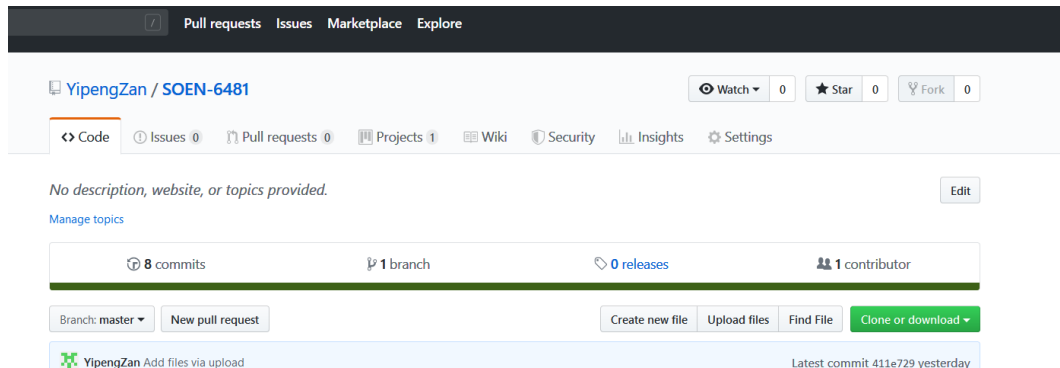 / Pull requests Issues Marketplace Explore
YipengZan / SOEN-6481 Watch 0 Star 0 Fork 0
Code Issues 0 Pull requests 0 Projects 1 Wiki Security Insights Settings
No description, website, or topics provided. Edit
Manage topics
8 commits 1 branch 0 releases 1 contributor
Branch: master New pull request Create new file Upload files Find File Clone or download
YipengZan Add files via upload Latest commit 411e729 yesterday